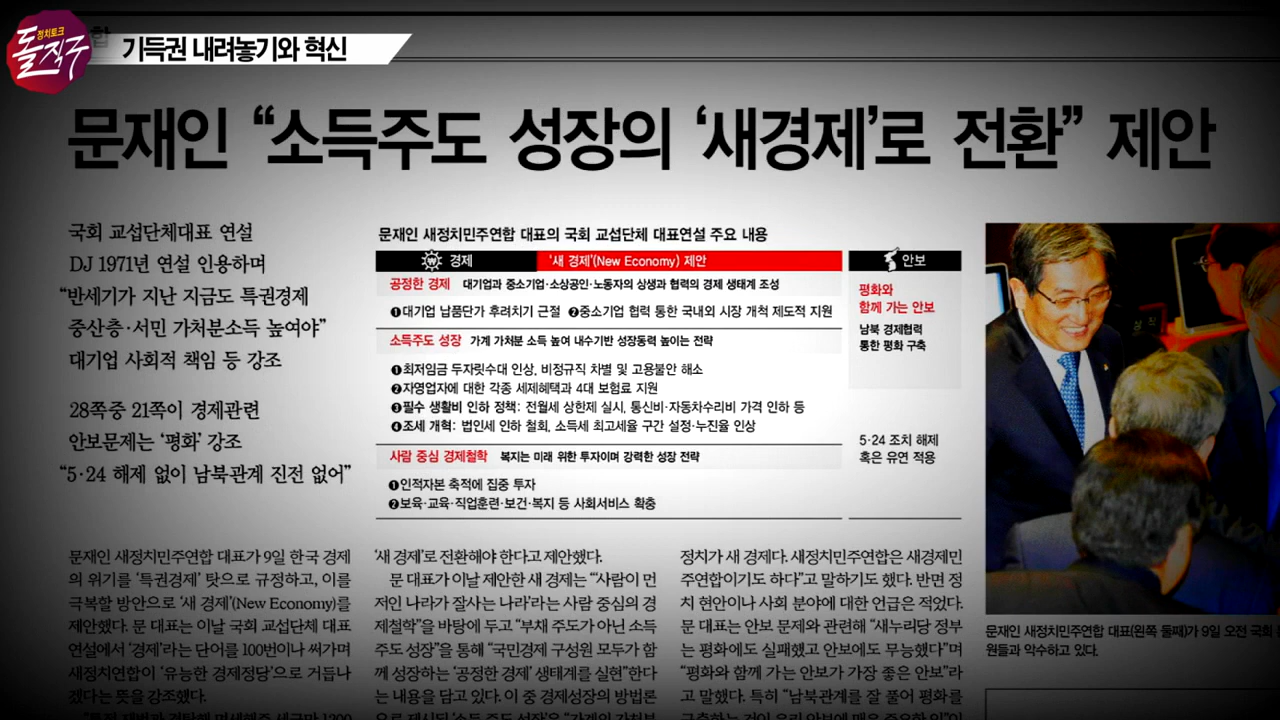 정치토크
돌직구
기득권 내려놓기와 혁신
문재인 “소득주도 성장의 ‘새경제’로 전환” 제안
국회 교섭단체대표 연설
DJ 1971년 연설 인용하며
“반세기가 지난 지금도 특권경제
중산층·서민 가처분소득 높여야”
대기업 사회적 책임 등 강조
28쪽중 21쪽이 경제관련
안보문제는 ‘평화’ 강조
“5·24 해제 없이 남북관계 진전 없어”
문재인 새정치민주연합 대표의 국회 교섭단체 대표연설 주요 내용
경제
‘새 경제’(New Economy) 제안
공정한 경제 대기업과 중소기업·소상공인·노동자의 상생과 협력의 경제 생태계 조성
❶대기업 납품단가 후려치기 근절 ❷중소기업 협력 통한 국내외 시장 개척 제도적 지원
소득주도 성장 가계 가처분 소득 높여 내수기반 성장동력 높이는 전략
❶최저임금 두자릿수대 인상, 비정규직 차별 및 고용불안 해소
❷자영업자에 대한 각종 세제혜택과 4대 보험료 지원
❸필수 생활비 인하 정책: 전월세 상한제 실시, 통신비·자동차수리비 가격 인하 등
❹조세 개혁: 법인세 인하 철회, 소득세 최고세율 구간 설정·누진율 인상
사람 중심 경제철학 복지는 미래 위한 투자이며 강력한 성장 전략
❶인적자본 축적에 집중 투자
❷보육·교육·직업훈련·보건·복지 등 사회서비스 확충
안보
평화와
함께 가는 안보
남북 경제협력
통한 평화 구축
5·24 조치 해제
혹은 유연 적용
문재인 새정치민주연합 대표가 9일 한국 경제
의 위기를 ‘특권경제’ 탓으로 규정하고, 이를
극복할 방안으로 ‘새 경제’(New Economy)를
제안했다. 문 대표는 이날 국회 교섭단체 대표
연설에서 ‘경제’라는 단어를 100번이나 써가며
새정치연합이 ‘유능한 경제정당’으로 거듭나
겠다는 뜻을 강조했다.
‘새 경제’로 전환해야 한다고 제안했다.
문 대표가 이날 제안한 새 경제는 “‘사람이 먼
저인 나라가 잘사는 나라’라는 사람 중심의 경
제철학”을 바탕에 두고 “부채 주도가 아닌 소득
주도 성장”을 통해 “국민경제 구성원 모두가 함
께 성장하는 ‘공정한 경제’ 생태계를 실현”한다
는 내용을 담고 있다. 이 중 경제성장의 방법론
정치가 새 경제다. 새정치민주연합은 새경제민
주연합이기도 하다”고 말하기도 했다. 반면 정
치 현안이나 사회 분야에 대한 언급은 적었다.
문 대표는 안보 문제와 관련해 “새누리당 정부
는 평화에도 실패했고 안보에도 무능했다”며
“평화와 함께 가는 안보가 가장 좋은 안보”라
고 말했다. 특히 “남북관계를 잘 풀어 평화를
문재인 새정치민주연합 대표(왼쪽 둘째)가 9일 오전 국회
원들과 악수하고 있다.